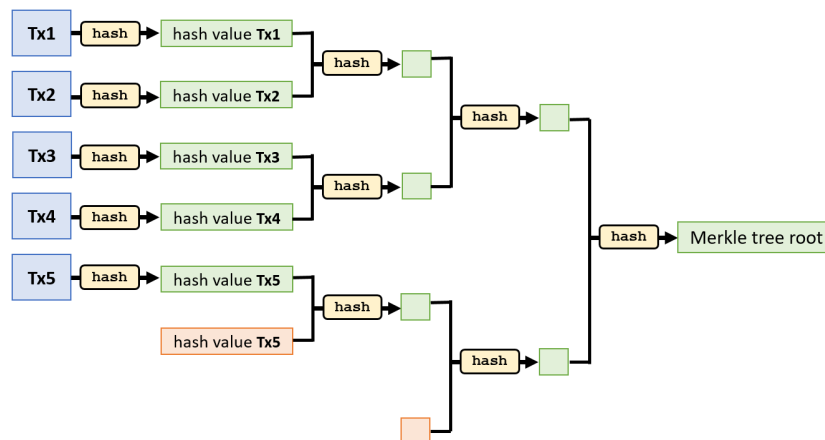 Tx1 hash hash value Tx1
hash
Tx2 hash hash value Tx2
hash
Tx3 hash hash value Tx3
hash
Tx4 hash hash value Tx4
hash Merkle tree root
Tx5 hash hash value Tx5
hash
hash value Tx5
hash